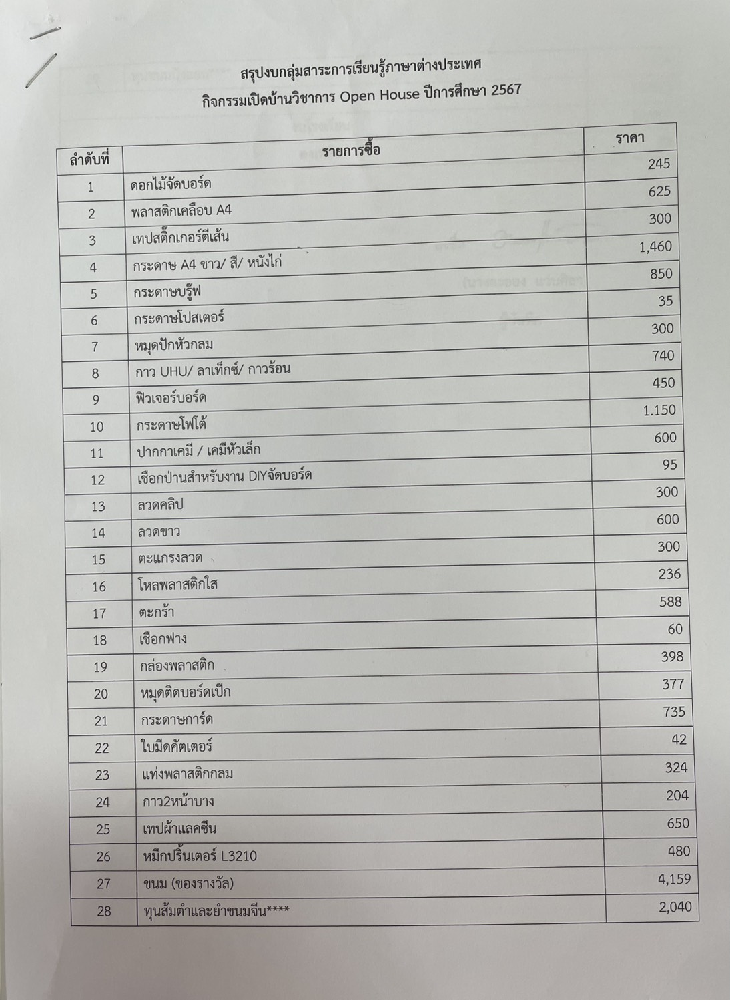 สรุปงบกลุ่มสาระการเรียนรู้ภาษาต่างประเทศ
กิจกรรมเปิดบ้านวิชาการ Open House ปีการศึกษา 2567
ลำดับที่ รายการซื้อ ราคา
1 ดอกไม้จัดบอร์ด 245
2 พลาสติกเคลือบ A4 625
3 เทปสติ๊กเกอร์ตีเส้น 300
4 กระดาษ A4 ขาว/ สี/ หนังไก่ 1,460
5 กระดาษบรู๊ฟ 850
6 กระดาษโปสเตอร์ 35
7 หมุดปักหัวกลม 300
8 กาว UHU/ ลาเท็กซ์/ กาวร้อน 740
9 ฟิวเจอร์บอร์ด 450
10 กระดาษโฟโต้ 1.150
11 ปากกาเคมี / เคมีหัวเล็ก 600
12 เชือกป่านสำหรับงาน DIYจัดบอร์ด 95
13 ลวดคลิป 300
14 ลวดขาว 600
15 ตะแกรงลวด 300
16 โหลพลาสติกใส 236
17 ตะกร้า 588
18 เชือกฟาง 60
19 กล่องพลาสติก 398
20 หมุดติดบอร์ดเป๊ก 377
21 กระดาษการ์ด 735
22 ใบมีดคัตเตอร์ 42
23 แท่งพลาสติกกลม 324
24 กาว2หน้าบาง 204
25 เทปผ้าแลคซีน 650
26 หมึกปริ้นเตอร์ L3210 480
27 ขนม (ของรางวัล) 4,159
28 ทุนส้มตำและยำขนมจีน**** 2,040